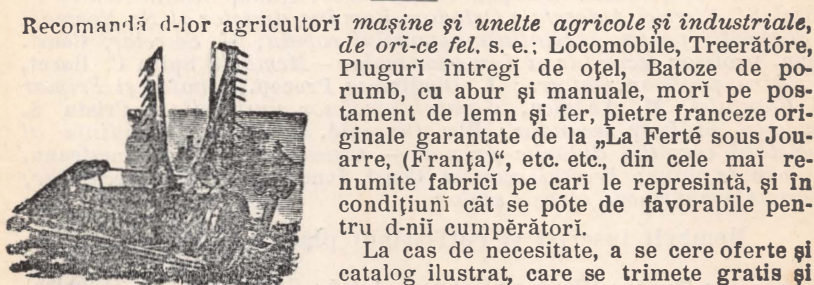 Recomandă d-lor agricultorĭ mașine și unelte agricole și industriale,
de orĭ-ce fel. s. e.; Locomobile, Treerătóre,
Plugurĭ întregĭ de oțel, Batoze de po-
rumb, cu abur și manuale, morĭ pe pos-
tament de lemn și fer, pietre franceze ori-
ginale garantate de la „La Ferté sous Jou-
arre, (Franța)“, etc. etc., din cele maĭ re-
numite fabricĭ pe cari le represintă, și în
condițiunĭ cât se póte de favorabile pen-
tru d-niĭ cumpĕrătorĭ.
La cas de necesitate, a se cere oferte și
catalog ilustrat, care se trimete gratis și